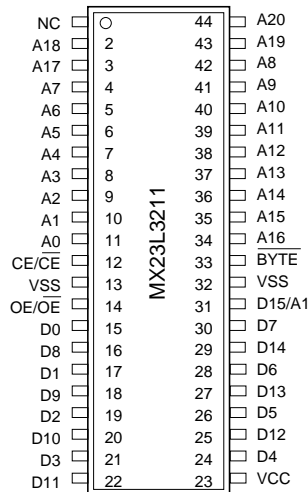 NC 44 A20
A18 2 43 A19
A17 3 42 A8
A7 4 41 A9
A6 5 40 A10
A5 6 39 A11
A4 7 38 A12
A3 8 37 A13
A2 9 36 A14
A1 10 35 A15
A0 11 34 A16
CE/C̅E̅ 12 33 B̅Y̅T̅E̅
VSS 13 32 VSS
OE/O̅E̅ 14 31 D15/A1
D0 15 30 D7
D8 16 29 D14
D1 17 28 D6
D9 18 27 D13
D2 19 26 D5
D10 20 25 D12
D3 21 24 D4
D11 22 23 VCC
MX23L3211